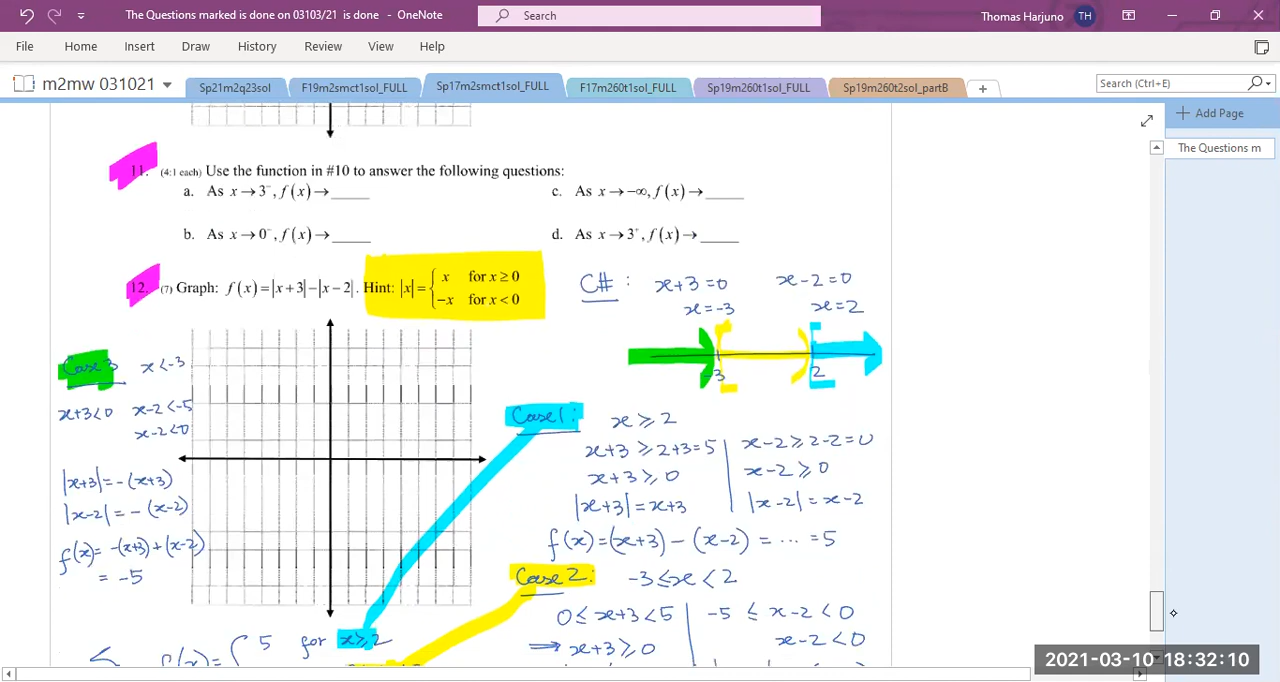 The Questions marked is done on 03103/21 is done - OneNote
Search
Thomas Harjuno TH
File Home Insert Draw History Review View Help
m2mw 031021
Sp21m2q23sol F19m2smct1sol_FULL Sp17m2smct1sol_FULL F17m260t1sol_FULL Sp19m260t1sol_FULL Sp19m260t2sol_partB
Search (Ctrl+E)
Add Page
The Questions m
11. (4:1 each) Use the function in #10 to answer the following questions:
a. As x→3⁻, f(x)→____
c. As x→−∞, f(x)→____
b. As x→0⁻, f(x)→____
d. As x→3⁺, f(x)→____
12. (7) Graph: f(x)=|x+3|−|x−2|. Hint: |x|={ x for x≥0
−x for x<0
C# : x+3=0 x−2=0
x=−3 x=2
−3 2
Case 3 x<−3
x+3<0 x−2<−5
x−2<0
|x+3|=−(x+3)
|x−2|=−(x−2)
f(x)=−(x+3)+(x−2)
=−5
Case 1: x≥2
x+3≥2+3=5 x−2≥2−2=0
x+3≥0 x−2≥0
|x+3|=x+3 |x−2|=x−2
f(x)=(x+3)−(x−2)=⋯=5
Case 2: −3≤x<2
0≤x+3<5 −5≤x−2<0
⟹x+3≥0 x−2<0
f(x)={ 5 for x≥2
2021-03-10 18:32:10